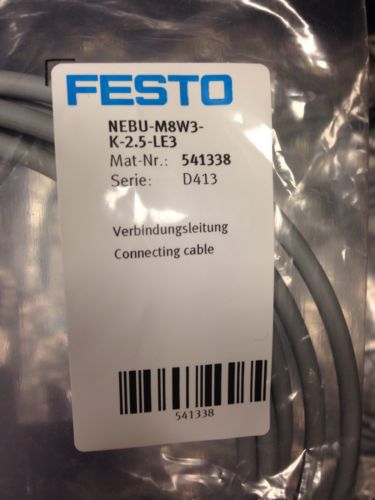 FESTO
NEBU-M8W3-
K-2.5-LE3
Mat-Nr.: 541338
Serie: D413
Verbindungsleitung
Connecting cable
541338